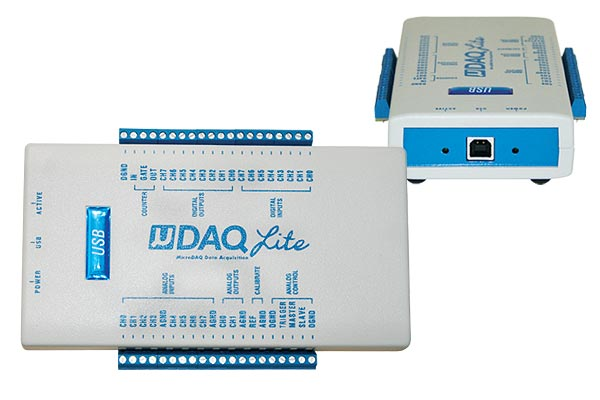 DGND IN GATE OUT CH7 CH6 CH5 CH4 CH3 CH2 CH1 CH0 CH7 CH6 CH5 CH4 CH3 CH2 CH1 CH0
COUNTER DIGITAL OUTPUTS DIGITAL INPUTS
ACTIVE
USB
POWER
USB
µDAQ Lite
MicroDAQ Data Acquisition
ANALOG INPUTS ANALOG OUTPUTS CALIBRATE ANALOG CONTROL
CH0 CH1 CH2 CH3 AGND CH4 CH5 CH6 CH7 AGND CH0 CH1 AGND REF AGND DGND TRIGGER MASTER SLAVE DGND
µDAQ Lite
USB